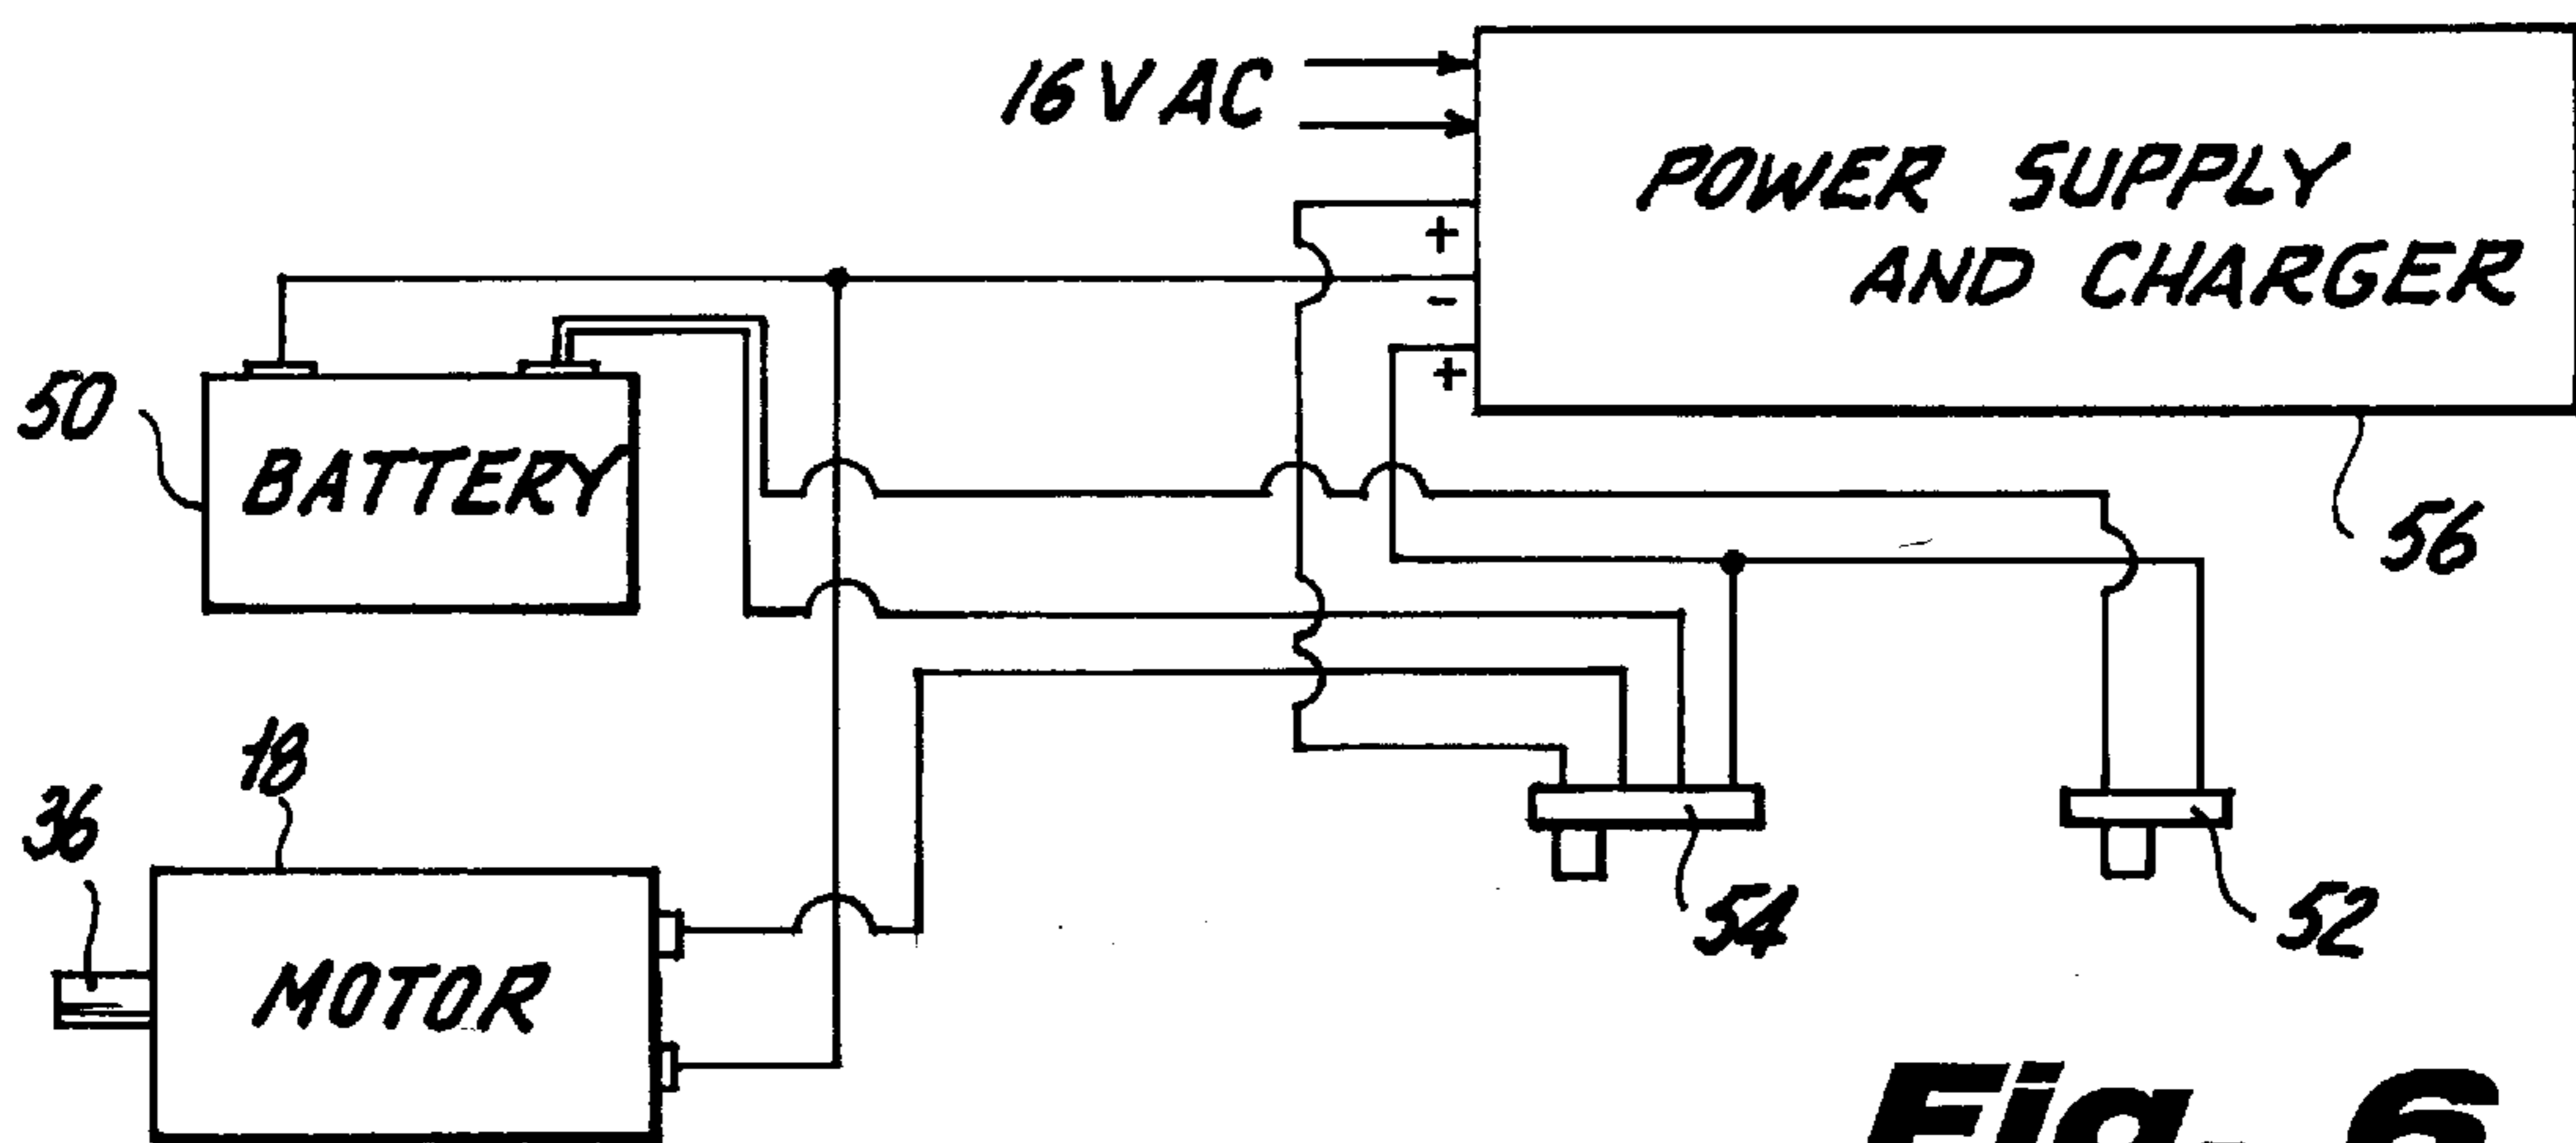 16 V AC
POWER SUPPLY
AND CHARGER
+
-
+
50
BATTERY
56
18
36
MOTOR
54
52
Fig. 6